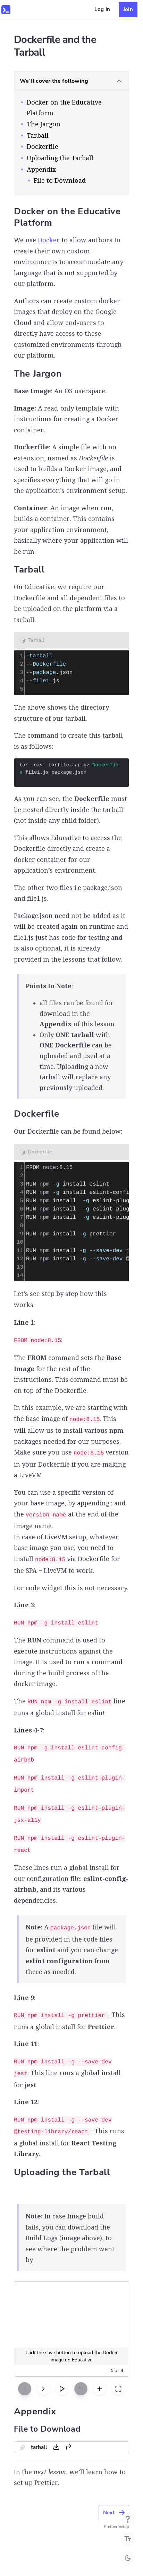 Log In
Join
Dockerfile and the
Tarball
We'll cover the following
Docker on the Educative
Platform
The Jargon
Tarball
Dockerfile
Uploading the Tarball
Appendix
File to Download
Docker on the Educative
Platform
We use Docker to allow authors to
create their own custom
environments to accommodate any
language that is not supported by
our platform.
Authors can create custom docker
images that deploy on the Google
Cloud and allow end-users to
directly have access to these
customized environments through
our platform.
The Jargon
Base Image: An OS userspace.
Image: A read-only template with
instructions for creating a Docker
container.
Dockerfile: A simple file with no
extension, named as Dockerfile is
used to builds a Docker image, and
specifies everything that will go in
the application's environment setup.
Container: An image when run,
builds a container. This contains
your application environment,
basically where your application will
be run.
Tarball
On Educative, we require our
Dockerfile and all dependent files to
be uploaded on the platform via a
tarball.
Tarball
1 -tarball
2 --Dockerfile
3 --package.json
4 --file1.js
5
The above shows the directory
structure of our tarball.
The command to create this tarball
is as follows:
tar -czvf tarfile.tar.gz Dockerfil
e file1.js package.json
As you can see, the Dockerfile must
be nested directly inside the tarball
(not inside any child folder).
This allows Educative to access the
Dockerfile directly and create a
docker container for our
application's environment.
The other two files i.e package.json
and file1.js.
Package.json need not be added as it
will be created again on runtime and
file1.js just has code for testing and
is also optional, it is already
provided in the lessons that follow.
Points to Note:
all files can be found for
download in the
Appendix of this lesson.
Only ONE tarball with
ONE Dockerfile can be
uploaded and used at a
time. Uploading a new
tarball will replace any
previously uploaded.
Dockerfile
Our Dockerfile can be found below:
Dockerfile
1 FROM node:8.15
2
3 RUN npm -g install eslint
4 RUN npm -g install eslint-confi
5 RUN npm install -g eslint-plug
6 RUN npm install -g eslint-plug
7 RUN npm install -g eslint-plug
8
9 RUN npm install -g prettier
10
11 RUN npm install -g --save-dev j
12 RUN npm install -g --save-dev @
13
14
Let's see step by step how this
works.
Line 1:
FROM node:8.15:
The FROM command sets the Base
Image for the rest of the
instructions. This command must be
on top of the Dockerfile.
In this example, we are starting with
the base image of node:8.15. This
will allow us to install various npm
packages needed for our purposes.
Make sure you use node:8.15 version
in your Dockerfile if you are making
a LiveVM
You can use a specific version of
your base image, by appending : and
the version_name at the end of the
image name.
In case of LiveVM setup, whatever
base image you use, you need to
install node:8.15 via Dockerfile for
the SPA + LiveVM to work.
For code widget this is not necessary.
Line 3:
RUN npm -g install eslint
The RUN command is used to
execute instructions against the
image. It is used to run a command
during the build process of the
docker image.
The RUN npm -g install eslint line
runs a global install for eslint
Lines 4-7:
RUN npm -g install eslint-config-
airbnb
RUN npm install -g eslint-plugin-
import
RUN npm install -g eslint-plugin-
jsx-a11y
RUN npm install -g eslint-plugin-
react
These lines run a global install for
our configuration file: eslint-config-
airbnb, and its various
dependencies.
Note: A package.json file will
be provided in the code files
for eslint and you can change
eslint configuration from
there as needed.
Line 9:
RUN npm install -g prettier : This
runs a global install for Prettier.
Line 11:
RUN npm install -g --save-dev
jest: This line runs a global install
for jest
Line 12:
RUN npm install -g --save-dev
@testing-library/react : This runs
a global install for React Testing
Library.
Uploading the Tarball
Note: In case Image build
fails, you can download the
Build Logs (image above), to
see where the problem went
by.
Click the save button to upload the Docker
image on Educative
1 of 4
Appendix
File to Download
tarball
In the next lesson, we'll learn how to
set up Prettier.
Next
Prettier Setup
?
Tт